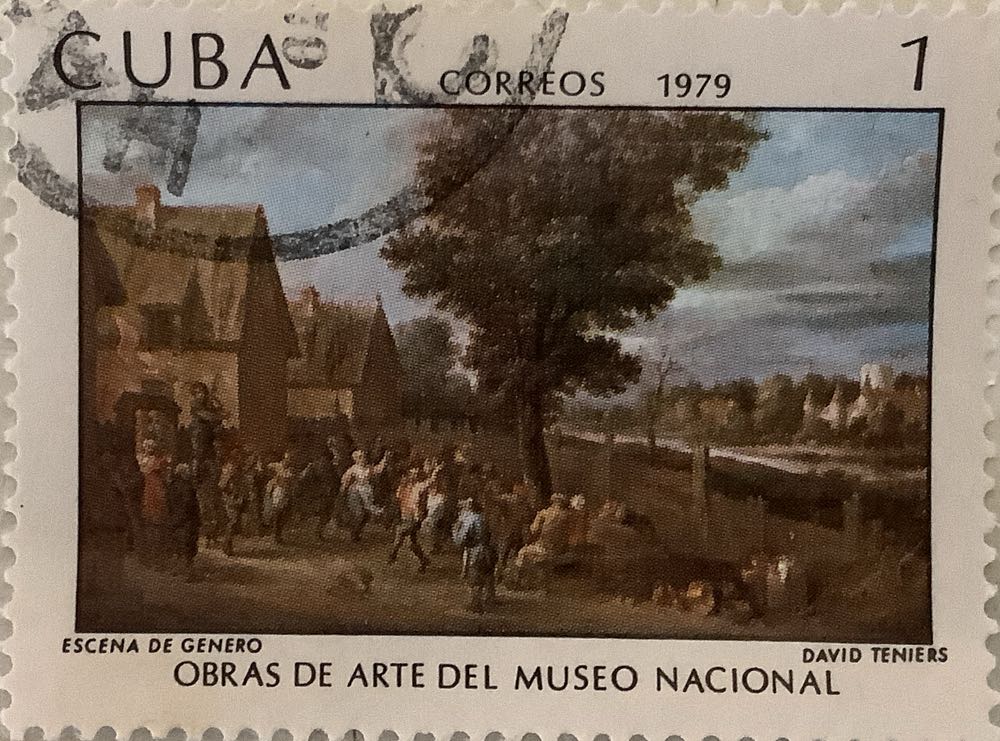 CUBA CORREOS 1979 1
ESCENA DE GENERO DAVID TENIERS
OBRAS DE ARTE DEL MUSEO NACIONAL